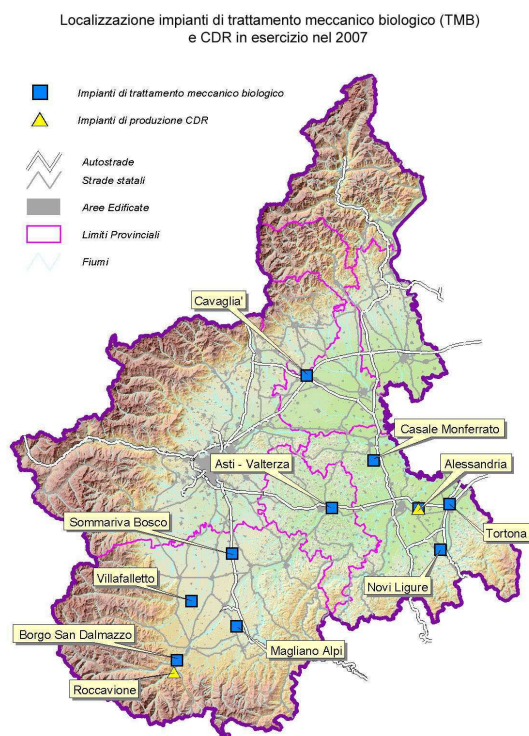 Localizzazione impianti di trattamento meccanico biologico (TMB)
e CDR in esercizio nel 2007
Impianti di trattamento meccanico biologico
Impianti di produzione CDR
Autostrade
Strade statali
Aree Edificate
Limiti Provinciali
Fiumi
Cavaglia'
Casale Monferrato
Asti - Valterza
Alessandria
Tortona
Sommariva Bosco
Novi Ligure
Villafalletto
Borgo San Dalmazzo
Magliano Alpi
Roccavione